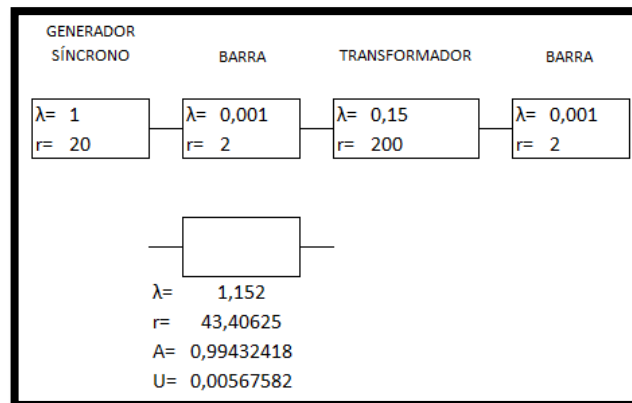 GENERADOR
SÍNCRONO BARRA TRANSFORMADOR BARRA
λ= 1 λ= 0,001 λ= 0,15 λ= 0,001
r= 20 r= 2 r= 200 r= 2
λ= 1,152
r= 43,40625
A= 0,99432418
U= 0,00567582